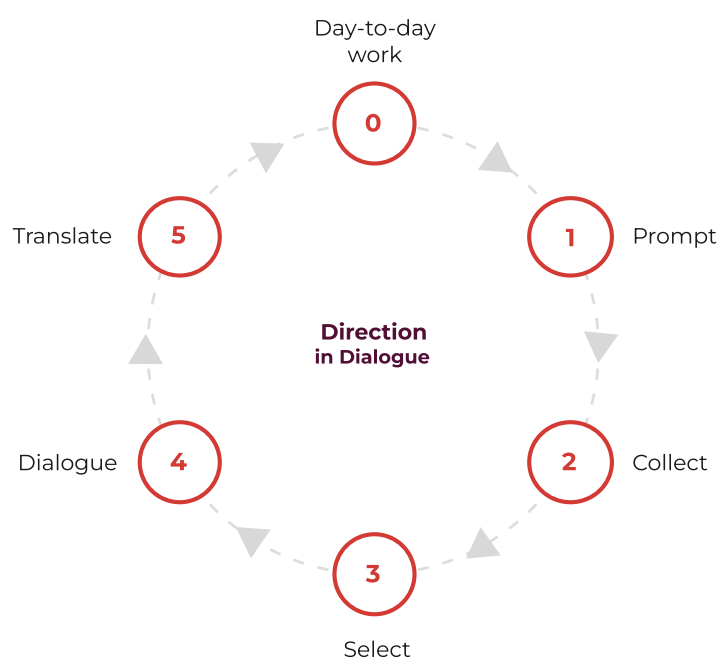 Day-to-day
work
0
1
Prompt
2
Collect
3
Select
4
Dialogue
5
Translate
Direction
in Dialogue